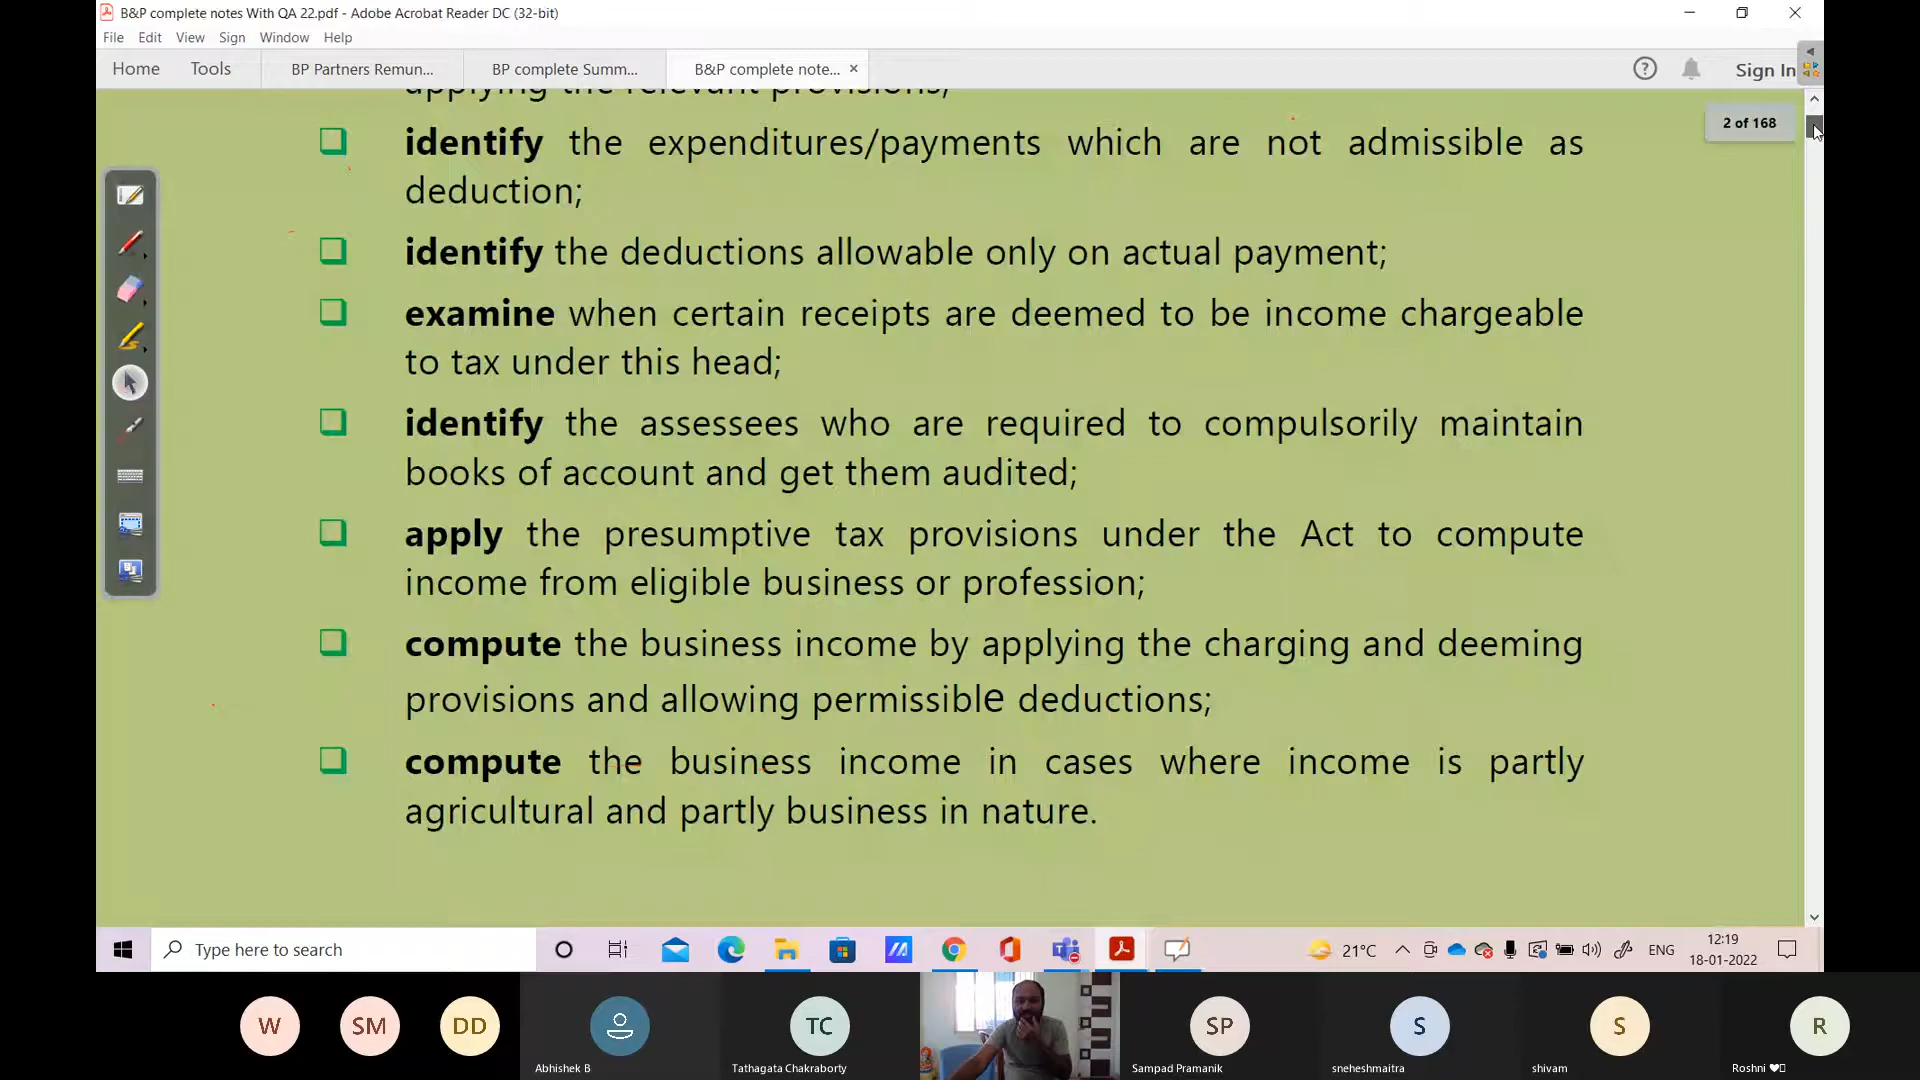 B&P complete notes With QA 22.pdf - Adobe Acrobat Reader DC (32-bit)
File Edit View Sign Window Help
Home Tools BP Partners Remun... BP complete Summ... B&P complete note... × Sign In
applying the relevant provisions;
2 of 168
identify the expenditures/payments which are not admissible as
deduction;
identify the deductions allowable only on actual payment;
examine when certain receipts are deemed to be income chargeable
to tax under this head;
identify the assessees who are required to compulsorily maintain
books of account and get them audited;
apply the presumptive tax provisions under the Act to compute
income from eligible business or profession;
compute the business income by applying the charging and deeming
provisions and allowing permissible deductions;
compute the business income in cases where income is partly
agricultural and partly business in nature.
Type here to search 21°C ENG 12:19
18-01-2022
W SM DD TC SP S S R
Abhishek B Tathagata Chakraborty Sampad Pramanik sneheshmaitra shivam Roshni ❤